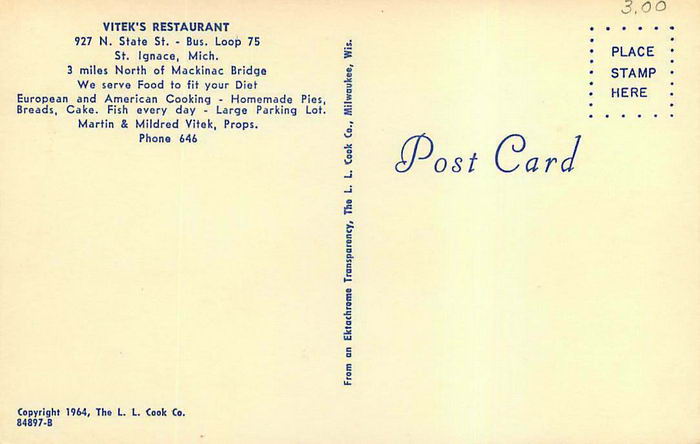 3.00
VITEK'S RESTAURANT
927 N. State St. - Bus. Loop 75
St. Ignace, Mich.
3 miles North of Mackinac Bridge
We serve Food to fit your Diet
European and American Cooking - Homemade Pies,
Breads, Cake. Fish every day - Large Parking Lot.
Martin & Mildred Vitek, Props.
Phone 646
From an Ektachrome Transparency, The L. L. Cook Co., Milwaukee, Wis.
PLACE
STAMP
HERE
Post Card
Copyright 1964, The L. L. Cook Co.
84897-B